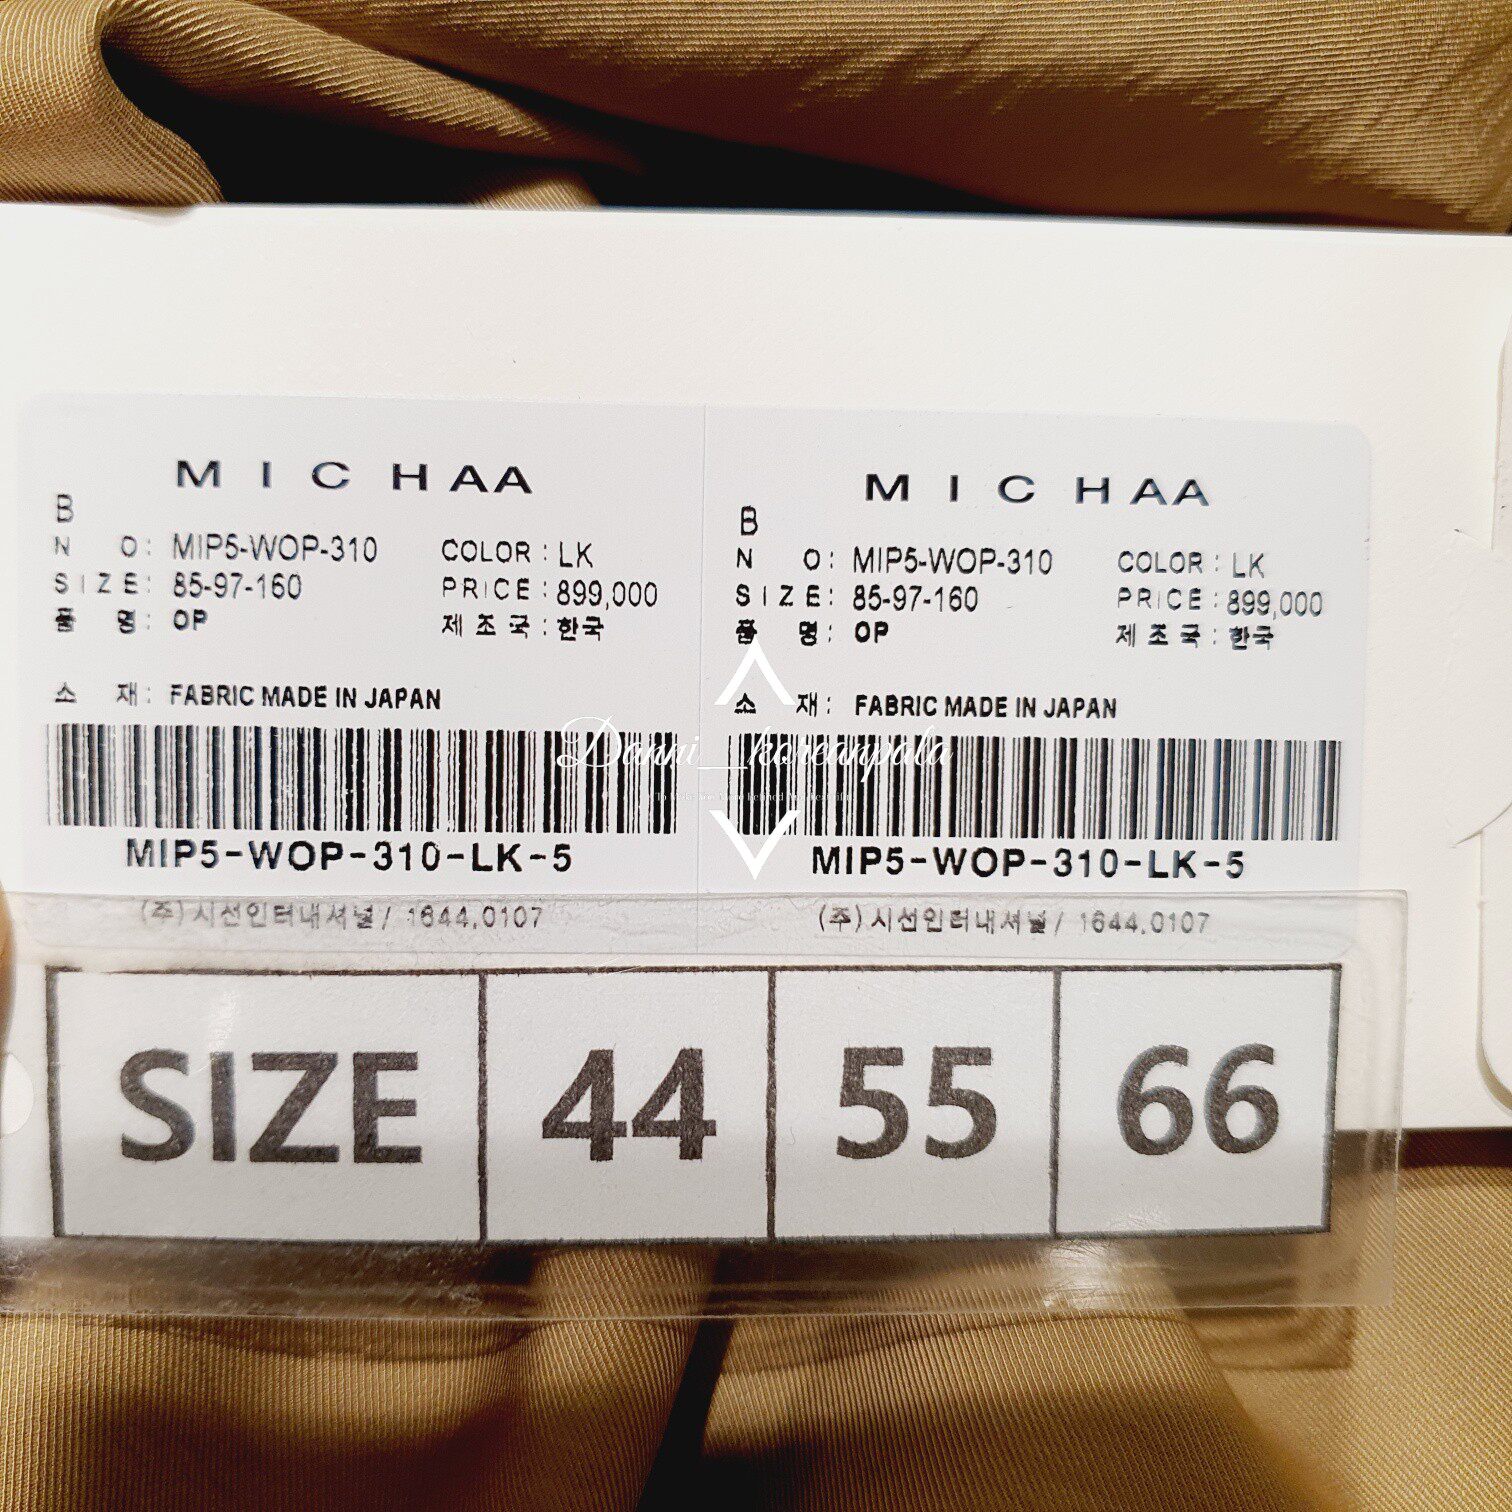 M I C H A A
B
N O: MIP5-WOP-310 COLOR : LK
SIZE: 85-97-160 PRICE : 899,000
품 명: OP 제조국 : 한국
소 재: FABRIC MADE IN JAPAN
MIP5-WOP-310-LK-5
(주)시선인터내셔널/ 1644.0107
M I C H A A
B
N O: MIP5-WOP-310 COLOR : LK
SIZE: 85-97-160 PRICE : 899,000
품 명: OP 제조국 : 한국
소 재: FABRIC MADE IN JAPAN
MIP5-WOP-310-LK-5
(주)시선인터내셔널/ 1644.0107
Danni__koreanpala
SIZE 44 55 66